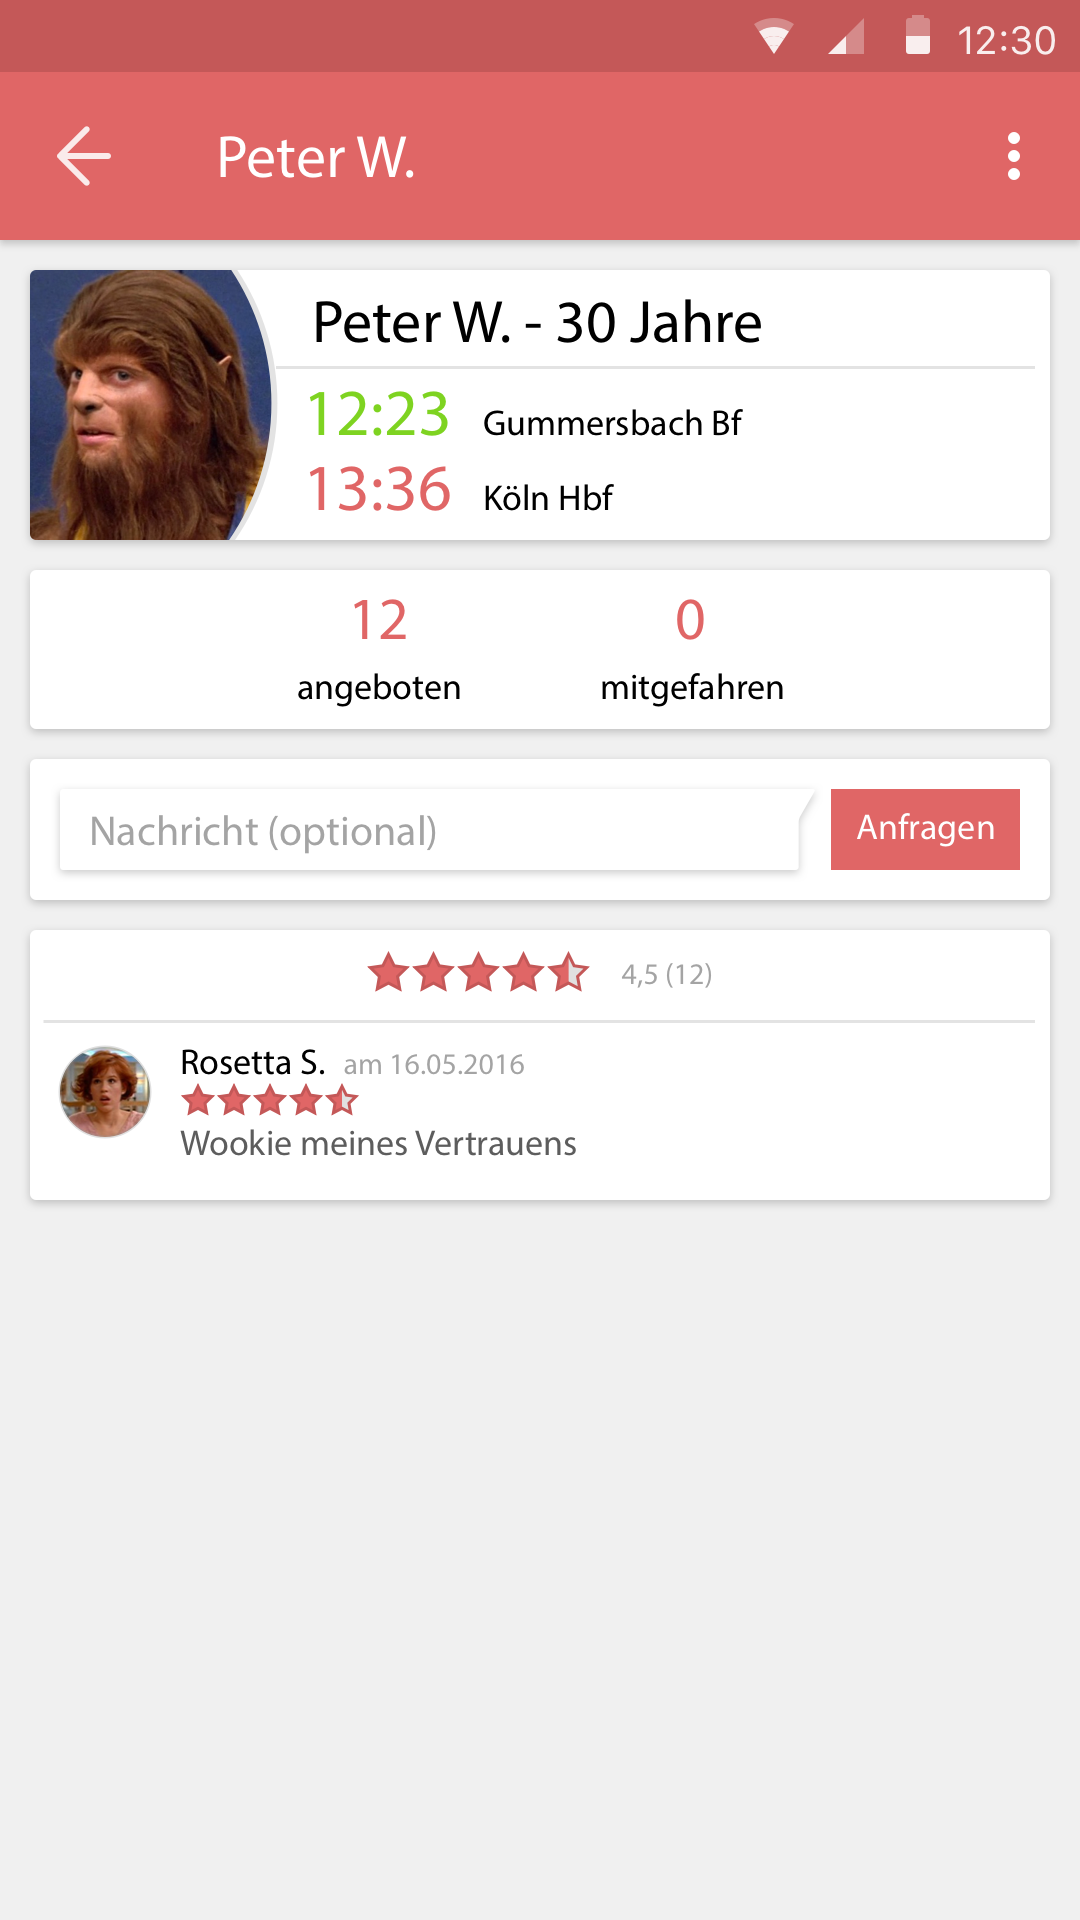 12:30
Peter W.
Peter W. - 30 Jahre
12:23 Gummersbach Bf
13:36 Köln Hbf
12 0
angeboten mitgefahren
Nachricht (optional) Anfragen
4,5 (12)
Rosetta S. am 16.05.2016
Wookie meines Vertrauens